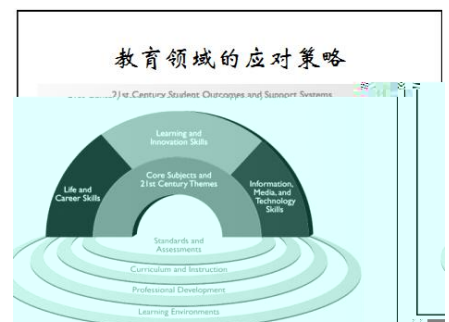 教育领域的应对策略
21st Century Student Outcomes and Support Systems
Learning and
Innovation Skills
Core Subjects and
21st Century Themes
Life and
Career Skills
Information,
Media, and
Technology
Skills
Standards and
Assessments
Curriculum and Instruction
Professional Development
Learning Environments